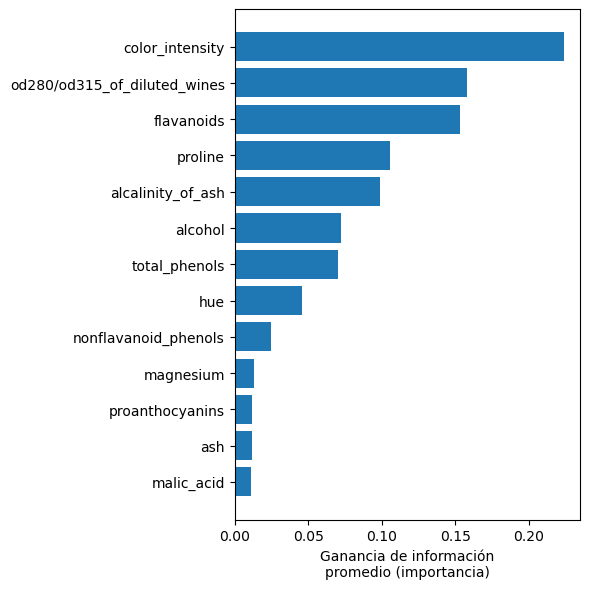 color_intensity
od280/od315_of_diluted_wines
flavanoids
proline
alcalinity_of_ash
alcohol
total_phenols
hue
nonflavanoid_phenols
magnesium
proanthocyanins
ash
malic_acid
0.00 0.05 0.10 0.15 0.20
Ganancia de información
promedio (importancia)